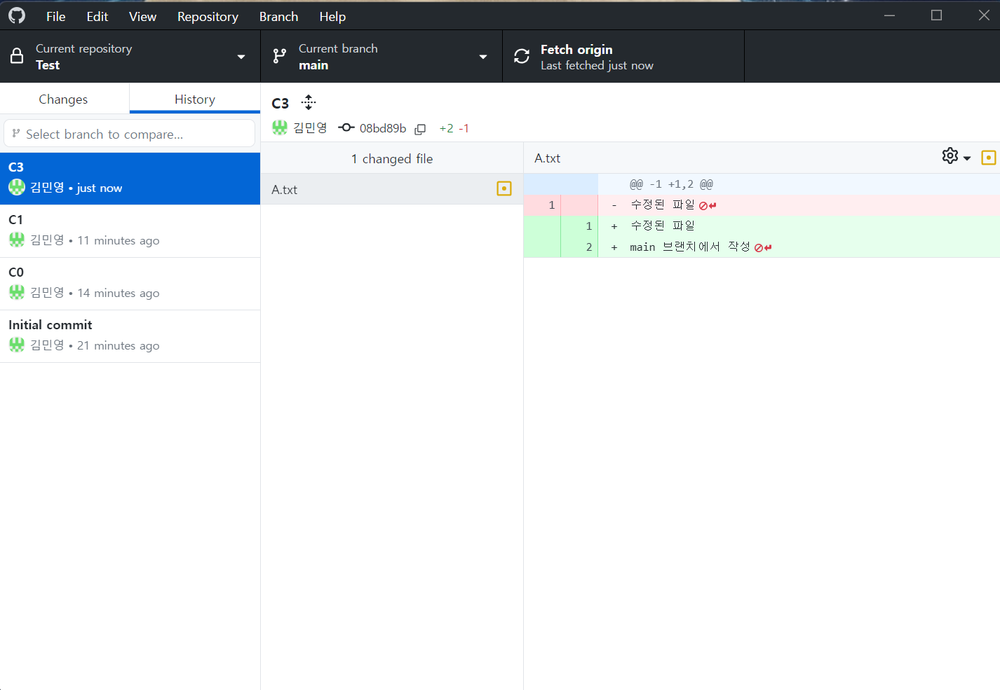 File Edit View Repository Branch Help
Current repository
Test
Current branch
main
Fetch origin
Last fetched just now
Changes
History
Select branch to compare...
C3
김민영 • just now
C1
김민영 • 11 minutes ago
C0
김민영 • 14 minutes ago
Initial commit
김민영 • 21 minutes ago
C3
김민영 08bd89b +2 -1
1 changed file
A.txt
A.txt
@@ -1 +1,2 @@
1 - 수정된 파일
1 + 수정된 파일
2 + main 브랜치에서 작성